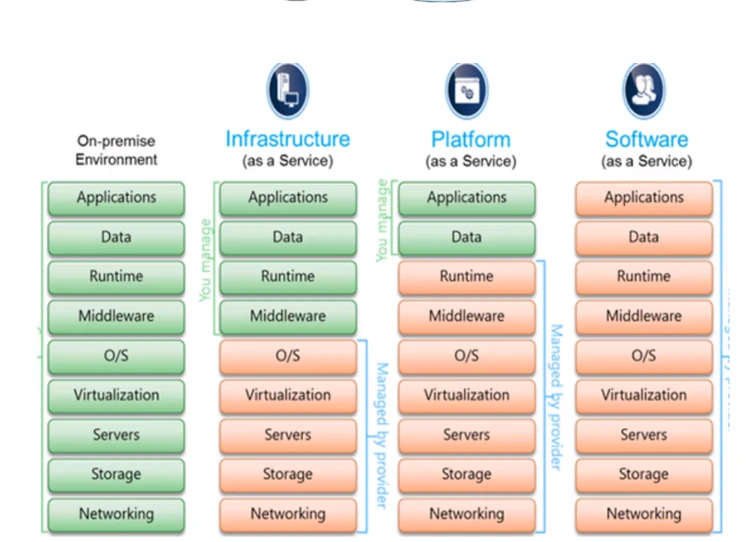 On-premise
Environment
Applications
Data
Runtime
Middleware
O/S
Virtualization
Servers
Storage
Networking
Infrastructure
(as a Service)
You manage
Applications
Data
Runtime
Middleware
O/S
Virtualization
Servers
Storage
Networking
Managed by provider
Platform
(as a Service)
You manage
Applications
Data
Runtime
Middleware
O/S
Virtualization
Servers
Storage
Networking
Managed by provider
Software
(as a Service)
Applications
Data
Runtime
Middleware
O/S
Virtualization
Servers
Storage
Networking